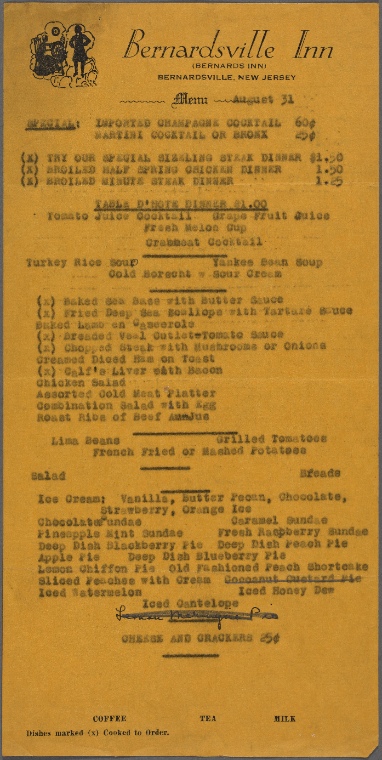 Bernardsville Inn
(BERNARDS INN)
BERNARDSVILLE, NEW JERSEY
Menu August 31
SPECIAL: IMPORTED CHAMPAGNE COCKTAIL 60¢
MARTINI COCKTAIL OR BRONX 25¢
(X) TRY OUR SPECIAL SIZZLING STEAK DINNER $1.50
(X) BROILED HALF SPRING CHICKEN DINNER 1.50
(X) BROILED MINUTE STEAK DINNER 1.25
TABLE D'HOTE DINNER $1.00
Tomato Juice Cocktail Grape Fruit Juice
Fresh Melon Cup
Crabmeat Cocktail
Turkey Rice Soup Yankee Bean Soup
Cold Borscht w Sour Cream
(x) Baked Sea Bass with Butter Sauce
(x) Fried Deep Sea Scallops with Tartare Sauce
Baked Lamb en Casserole
(x) Breaded Veal Cutlet-Tomato Sauce
(x) Chopped Steak with Mushrooms or Onions
Creamed Diced Ham on Toast
(x) Calf's Liver with Bacon
Chicken Salad
Assorted Cold Meat Platter
Combination Salad with Egg
Roast Ribs of Beef Au Jus
Lima Beans Grilled Tomatoes
French Fried or Mashed Potatoes
Salad Breads
Ice Cream: Vanilla, Butter Pecan, Chocolate,
Strawberry, Orange Ice
Chocolate Sundae Caramel Sundae
Pineapple Mint Sundae Fresh Raspberry Sundae
Deep Dish Blackberry Pie Deep Dish Peach Pie
Apple Pie Deep Dish Blueberry Pie
Lemon Chiffon Pie Old Fashioned Peach Shortcake
Sliced Peaches with Cream Cocoanut Custard Pie
Iced Watermelon Iced Honey Dew
Iced Cantelope
Lemon Meringue Pie
CHEESE AND CRACKERS 25¢
COFFEE TEA MILK
Dishes marked (x) Cooked to Order.